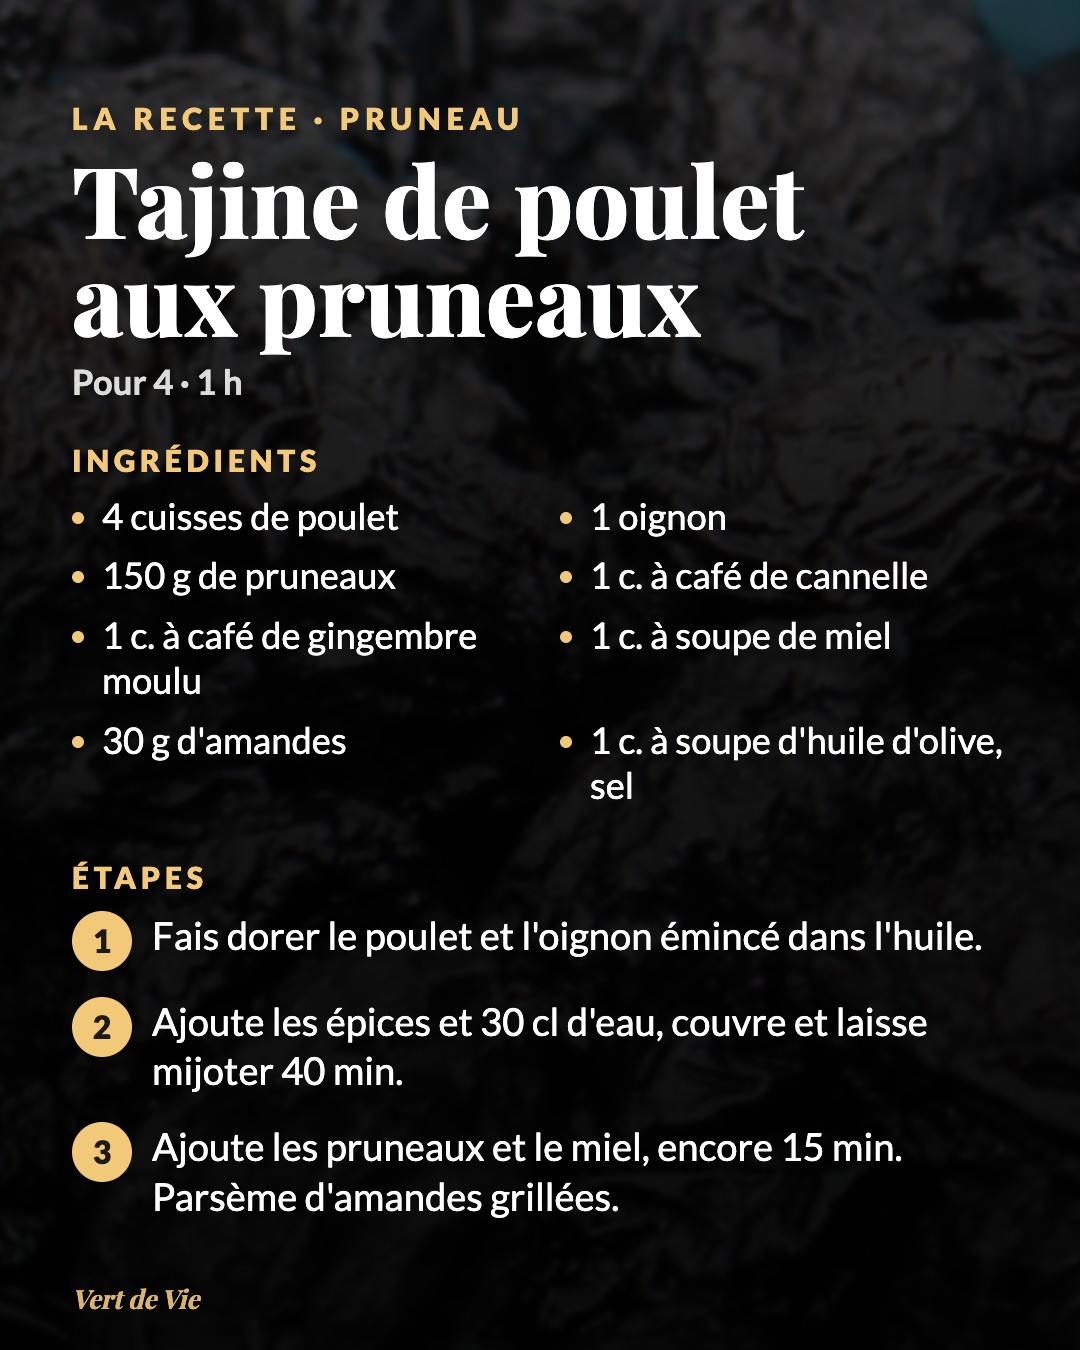 LA RECETTE · PRUNEAU
Tajine de poulet
aux pruneaux
Pour 4 · 1 h
INGRÉDIENTS
• 4 cuisses de poulet
• 1 oignon
• 150 g de pruneaux
• 1 c. à café de cannelle
• 1 c. à café de gingembre
moulu
• 1 c. à soupe de miel
• 30 g d'amandes
• 1 c. à soupe d'huile d'olive,
sel
ÉTAPES
1 Fais dorer le poulet et l'oignon émincé dans l'huile.
2 Ajoute les épices et 30 cl d'eau, couvre et laisse
mijoter 40 min.
3 Ajoute les pruneaux et le miel, encore 15 min.
Parsème d'amandes grillées.
Vert de Vie